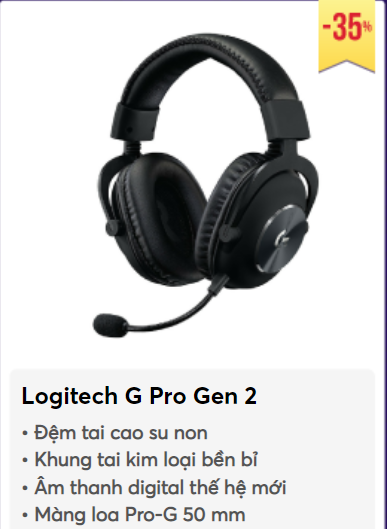 -35%
Logitech G Pro Gen 2
• Đệm tai cao su non
• Khung tai kim loại bền bỉ
• Âm thanh digital thế hệ mới
• Màng loa Pro-G 50 mm